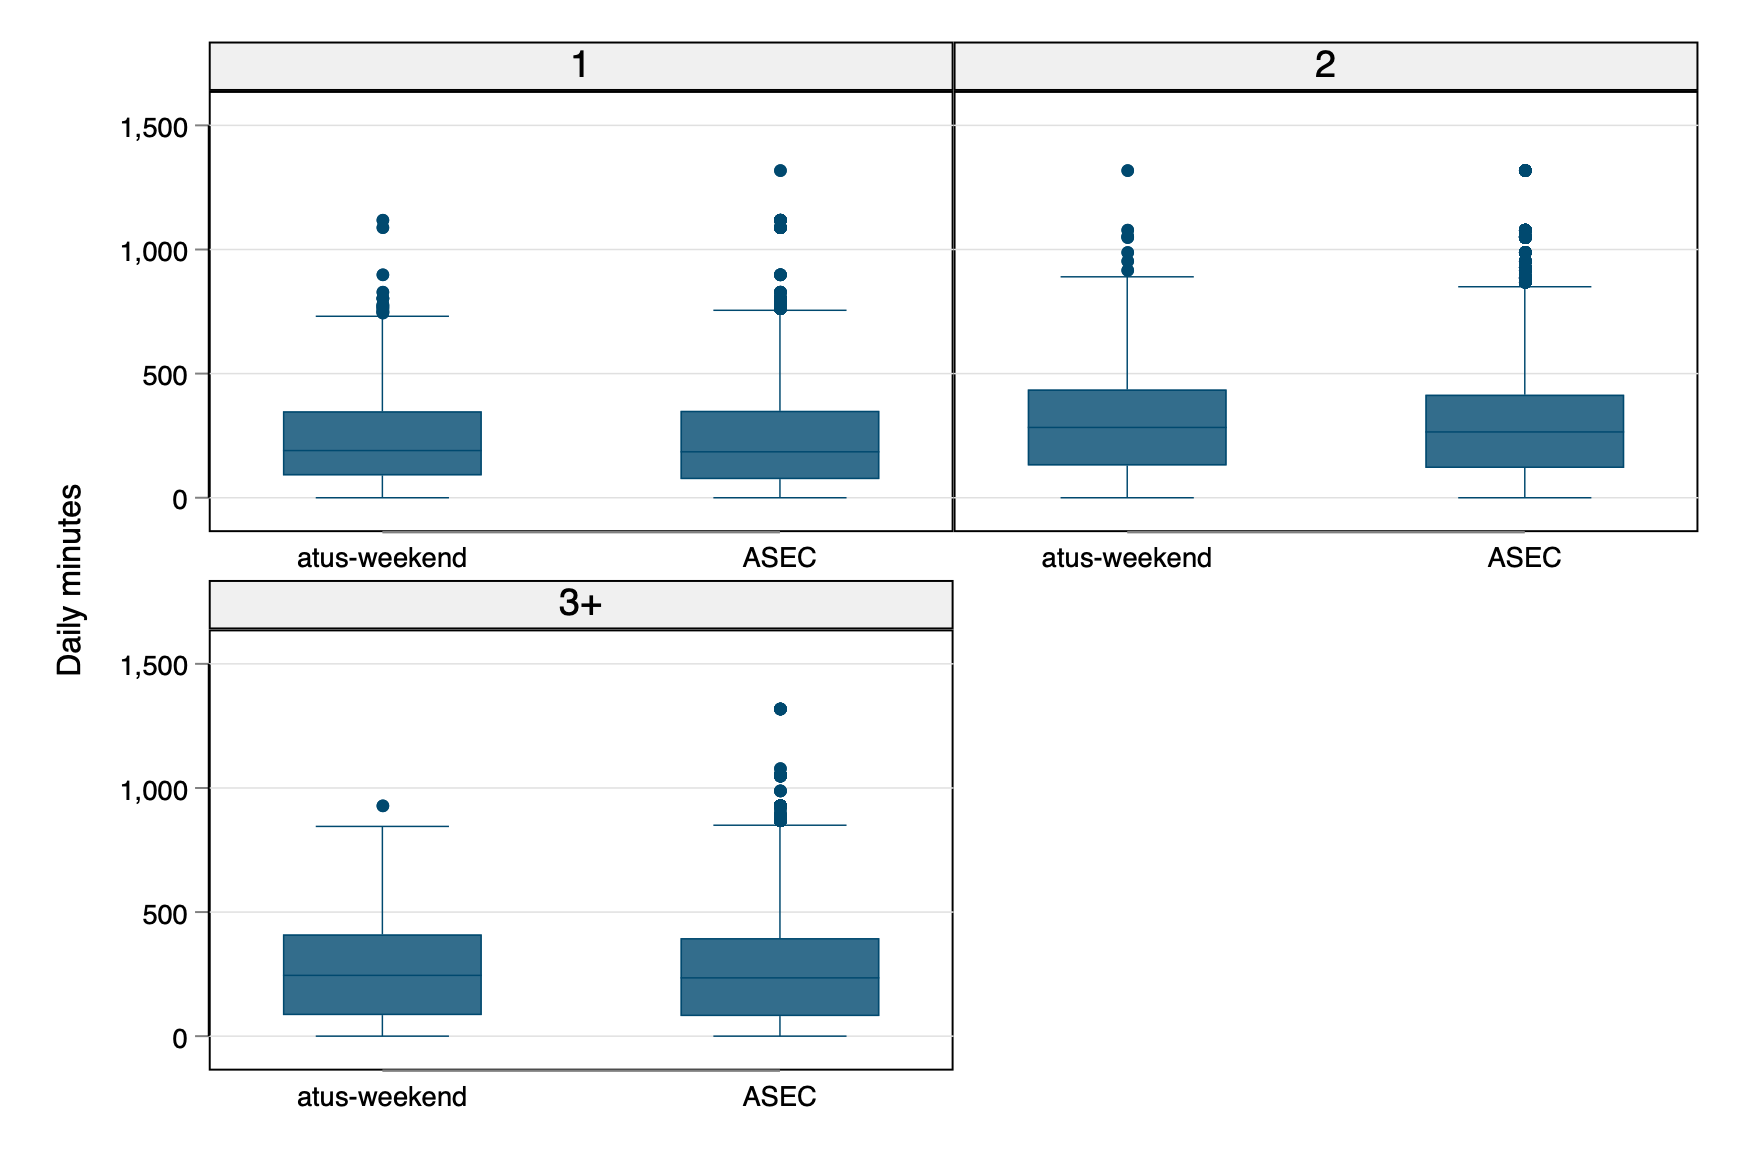 1
2
1,500
1,000
500
0
atus-weekend
ASEC
atus-weekend
ASEC
Daily minutes
3+
1,500
1,000
500
0
atus-weekend
ASEC